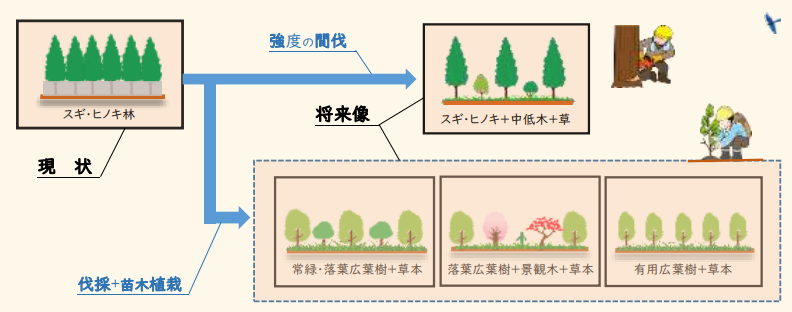 強度の間伐
スギ・ヒノキ林
スギ・ヒノキ+中低木+草
将来像
現 状
常緑・落葉広葉樹+草本
落葉広葉樹+景観木+草本
有用広葉樹+草本
伐採+苗木植栽